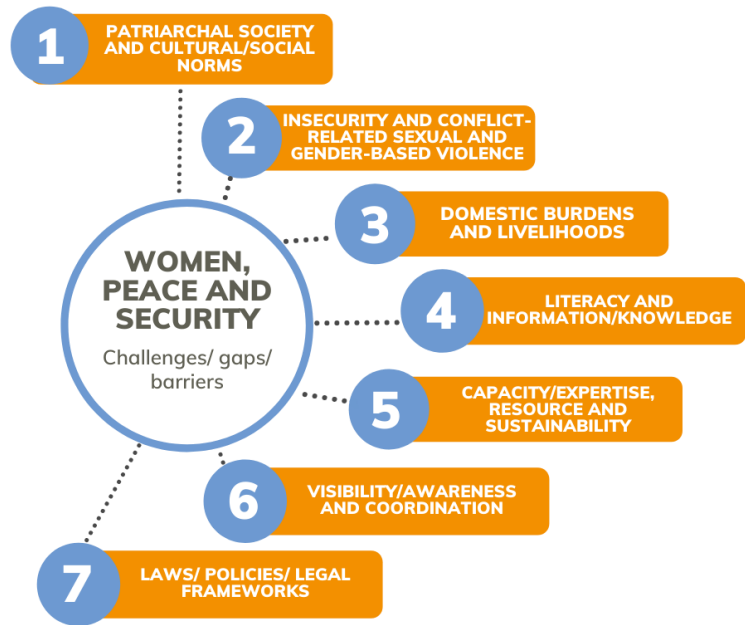 1
PATRIARCHAL SOCIETY
AND CULTURAL/SOCIAL
NORMS
2
INSECURITY AND CONFLICT-
RELATED SEXUAL AND
GENDER-BASED VIOLENCE
3
DOMESTIC BURDENS
AND LIVELIHOODS
WOMEN,
PEACE AND
SECURITY
Challenges/ gaps/
barriers
4
LITERACY AND
INFORMATION/KNOWLEDGE
5
CAPACITY/EXPERTISE,
RESOURCE AND
SUSTAINABILITY
6
VISIBILITY/AWARENESS
AND COORDINATION
7
LAWS/ POLICIES/ LEGAL
FRAMEWORKS